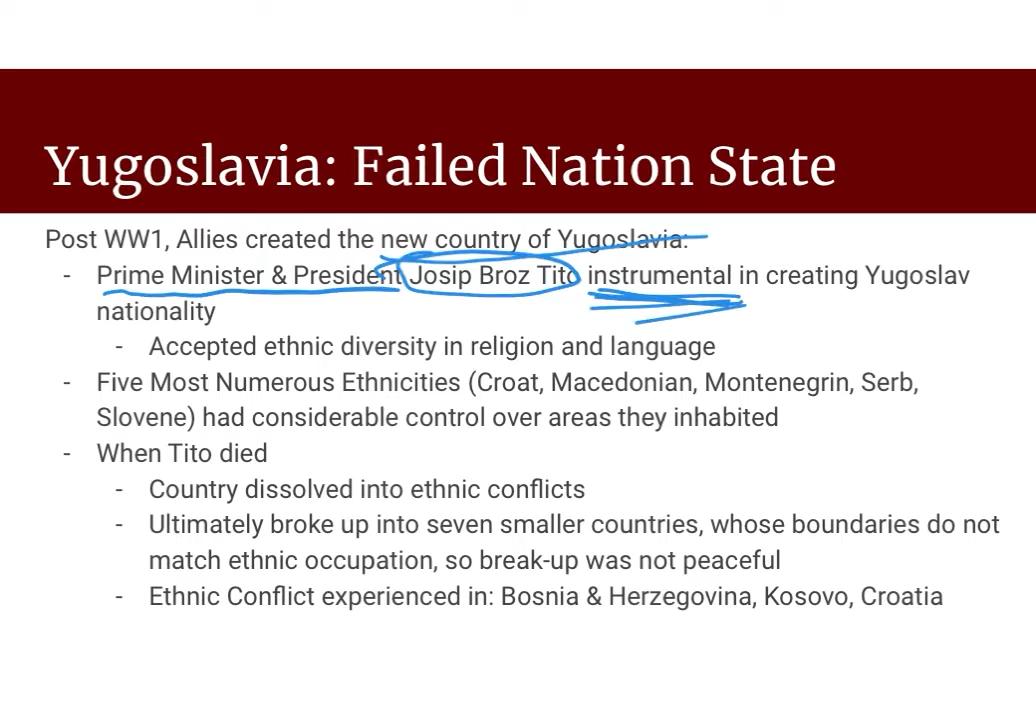 Yugoslavia: Failed Nation State
Post WW1, Allies created the new country of Yugoslavia:
- Prime Minister & President Josip Broz Tito instrumental in creating Yugoslav
nationality
- Accepted ethnic diversity in religion and language
- Five Most Numerous Ethnicities (Croat, Macedonian, Montenegrin, Serb,
Slovene) had considerable control over areas they inhabited
- When Tito died
- Country dissolved into ethnic conflicts
- Ultimately broke up into seven smaller countries, whose boundaries do not
match ethnic occupation, so break-up was not peaceful
- Ethnic Conflict experienced in: Bosnia & Herzegovina, Kosovo, Croatia